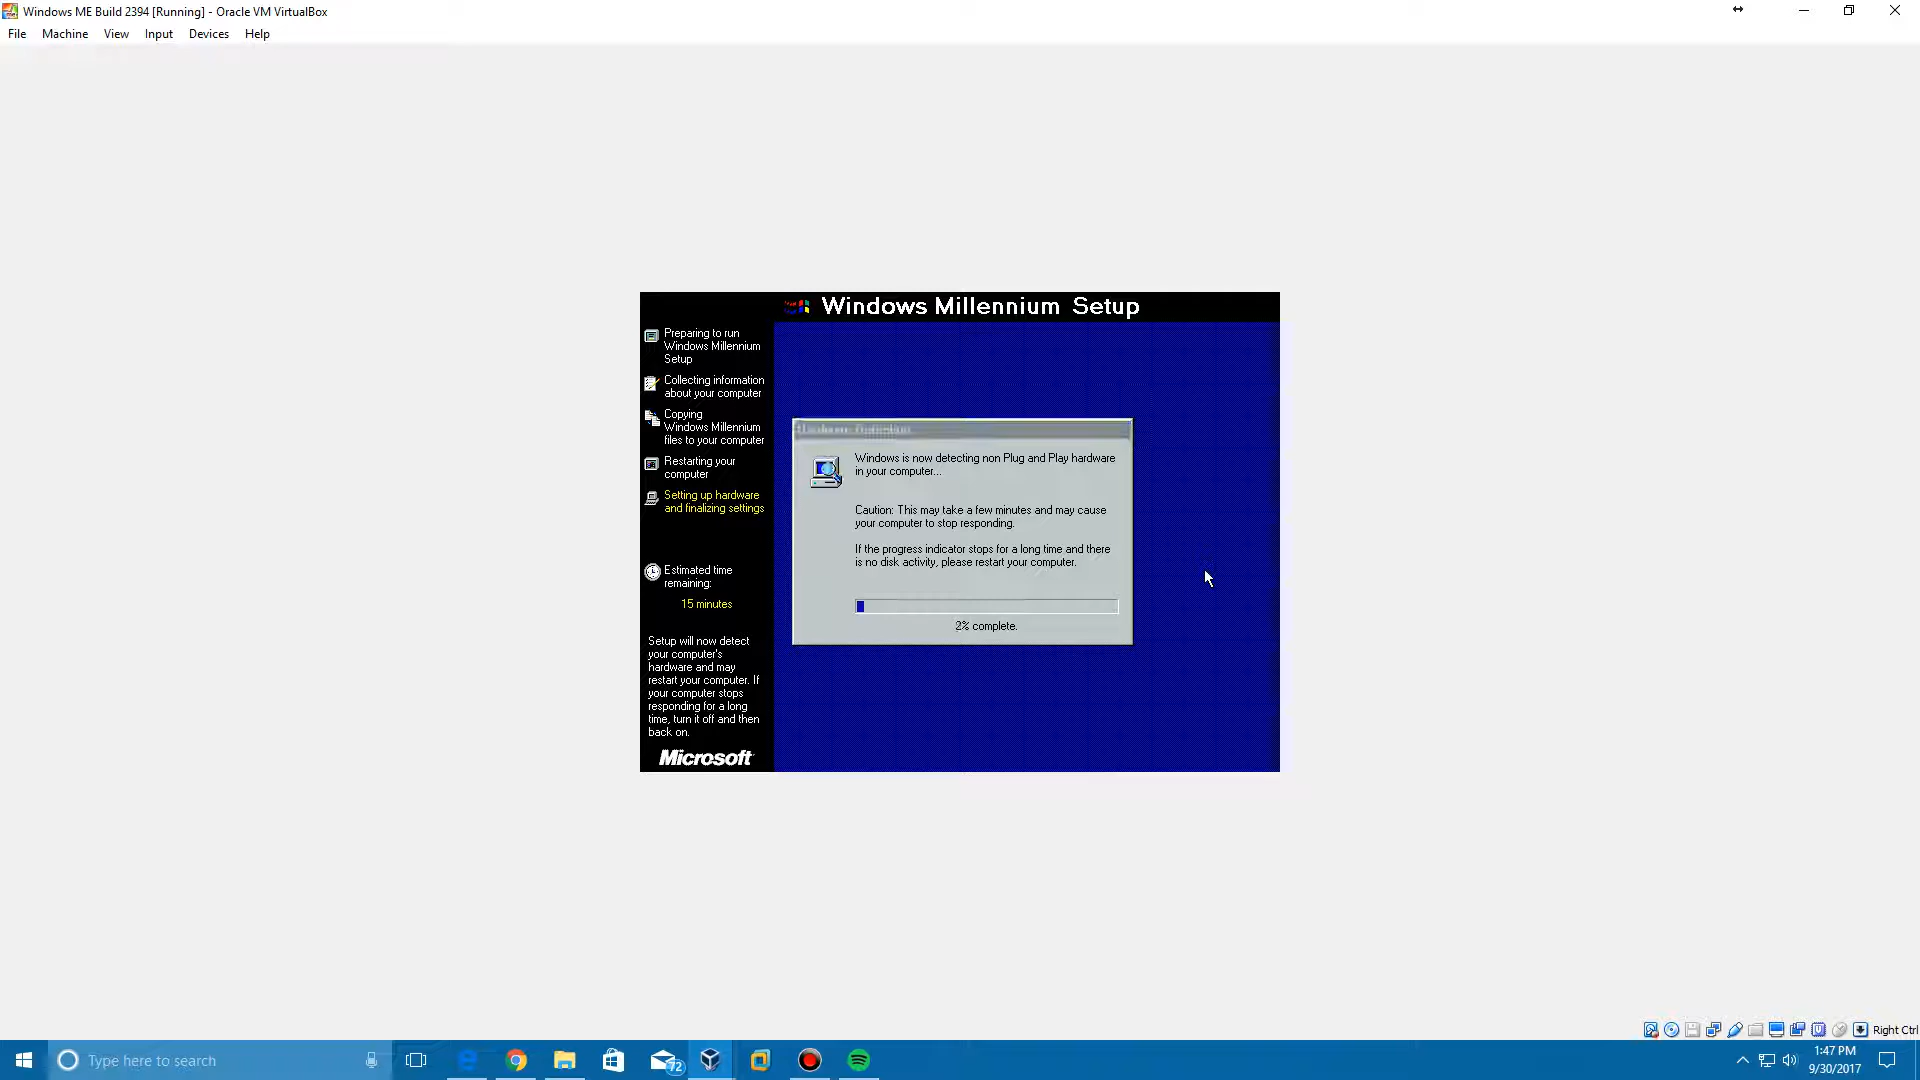 Windows ME Build 2394 [Running] - Oracle VM VirtualBox
File Machine View Input Devices Help
Windows Millennium Setup
Preparing to run
Windows Millennium
Setup
Collecting information
about your computer
Copying
Windows Millennium
files to your computer
Restarting your
computer
Setting up hardware
and finalizing settings
Estimated time
remaining:
15 minutes
Setup will now detect
your computer's
hardware and may
restart your computer. If
your computer stops
responding for a long
time, turn it off and then
back on.
Microsoft
Windows is now detecting non Plug and Play hardware
in your computer...
Caution: This may take a few minutes and may cause
your computer to stop responding.
If the progress indicator stops for a long time and there
is no disk activity, please restart your computer.
2% complete.
Right Ctrl
Type here to search
72
1:47 PM
9/30/2017